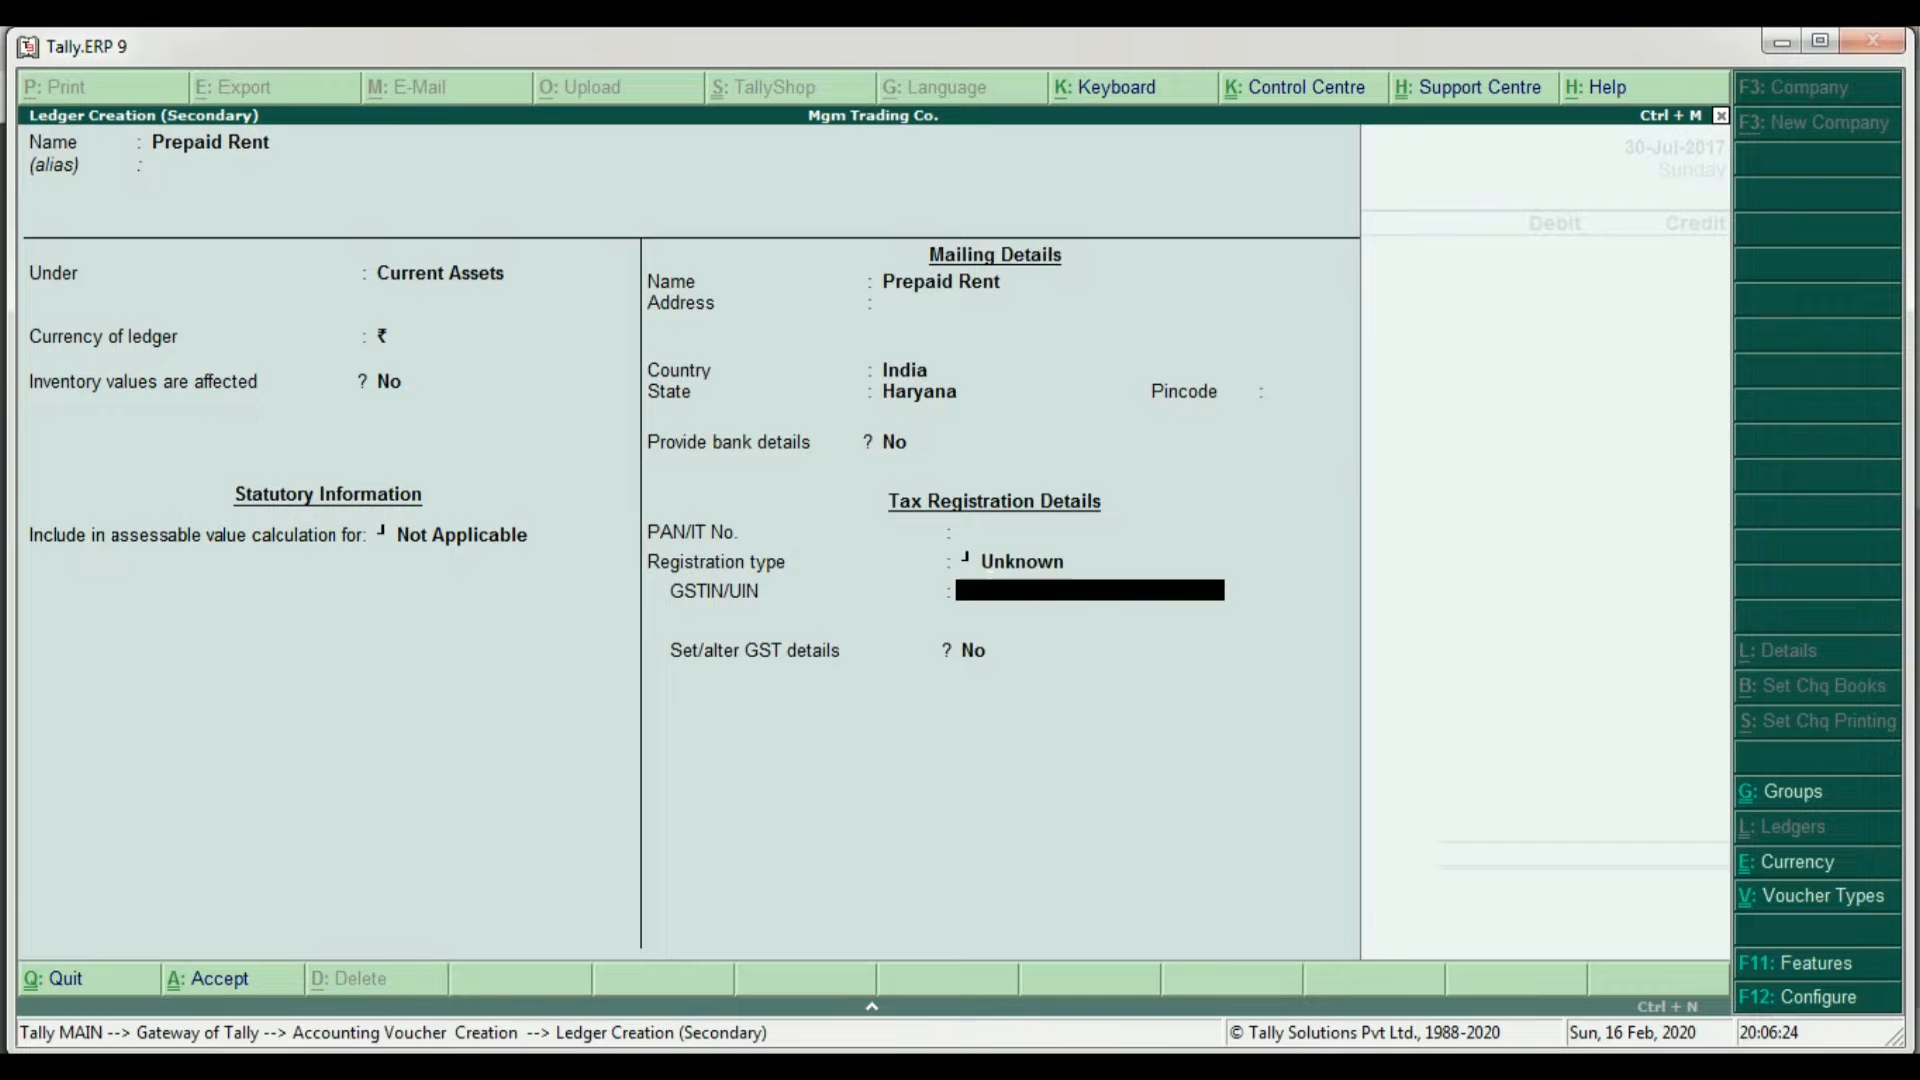 Tally.ERP 9
P: Print E: Export M: E-Mail O: Upload S: TallyShop G: Language K: Keyboard K: Control Centre H: Support Centre H: Help F3: Company
Ledger Creation (Secondary) Mgm Trading Co. Ctrl + M
F3: New Company
Name : Prepaid Rent
(alias) :
30-Jul-2017
Sunday
Debit Credit
Mailing Details
Under : Current Assets
Name : Prepaid Rent
Address :
Currency of ledger : ₹
Country : India
Inventory values are affected ? No
State : Haryana Pincode :
Provide bank details ? No
Statutory Information
Tax Registration Details
Include in assessable value calculation for: ┘ Not Applicable
PAN/IT No. :
Registration type : ┘ Unknown
GSTIN/UIN :
Set/alter GST details ? No
L: Details
B: Set Chq Books
S: Set Chq Printing
G: Groups
L: Ledgers
E: Currency
V: Voucher Types
F11: Features
F12: Configure
Q: Quit A: Accept D: Delete
Ctrl + N
Tally MAIN --> Gateway of Tally --> Accounting Voucher Creation --> Ledger Creation (Secondary) © Tally Solutions Pvt Ltd., 1988-2020 Sun, 16 Feb, 2020 20:06:24